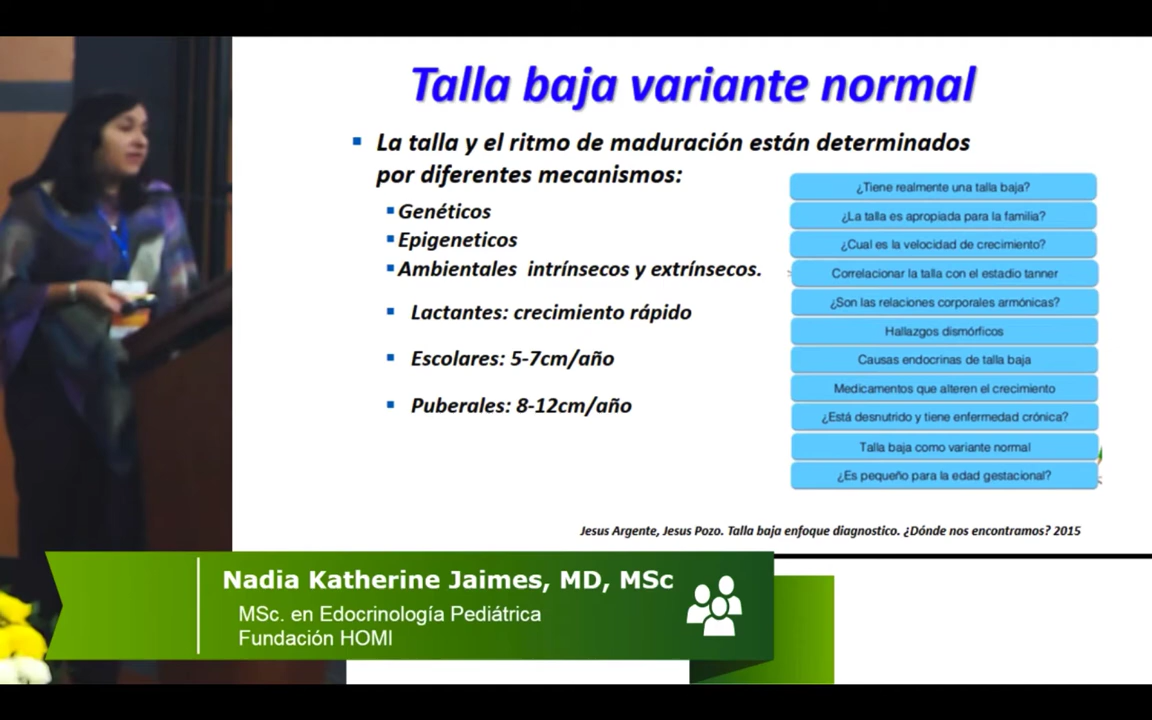 Talla baja variante normal
La talla y el ritmo de maduración están determinados
por diferentes mecanismos:
Genéticos
Epigeneticos
Ambientales intrínsecos y extrínsecos.
Lactantes: crecimiento rápido
Escolares: 5-7cm/año
Puberales: 8-12cm/año
¿Tiene realmente una talla baja?
¿La talla es apropiada para la familia?
¿Cual es la velocidad de crecimiento?
Correlacionar la talla con el estadio tanner
¿Son las relaciones corporales armónicas?
Hallazgos dismórficos
Causas endocrinas de talla baja
Medicamentos que alteren el crecimiento
¿Está desnutrido y tiene enfermedad crónica?
Talla baja como variante normal
¿Es pequeño para la edad gestacional?
Jesus Argente, Jesus Pozo. Talla baja enfoque diagnostico. ¿Dónde nos encontramos? 2015
Nadia Katherine Jaimes, MD, MSc
MSc. en Edocrinología Pediátrica
Fundación HOMI